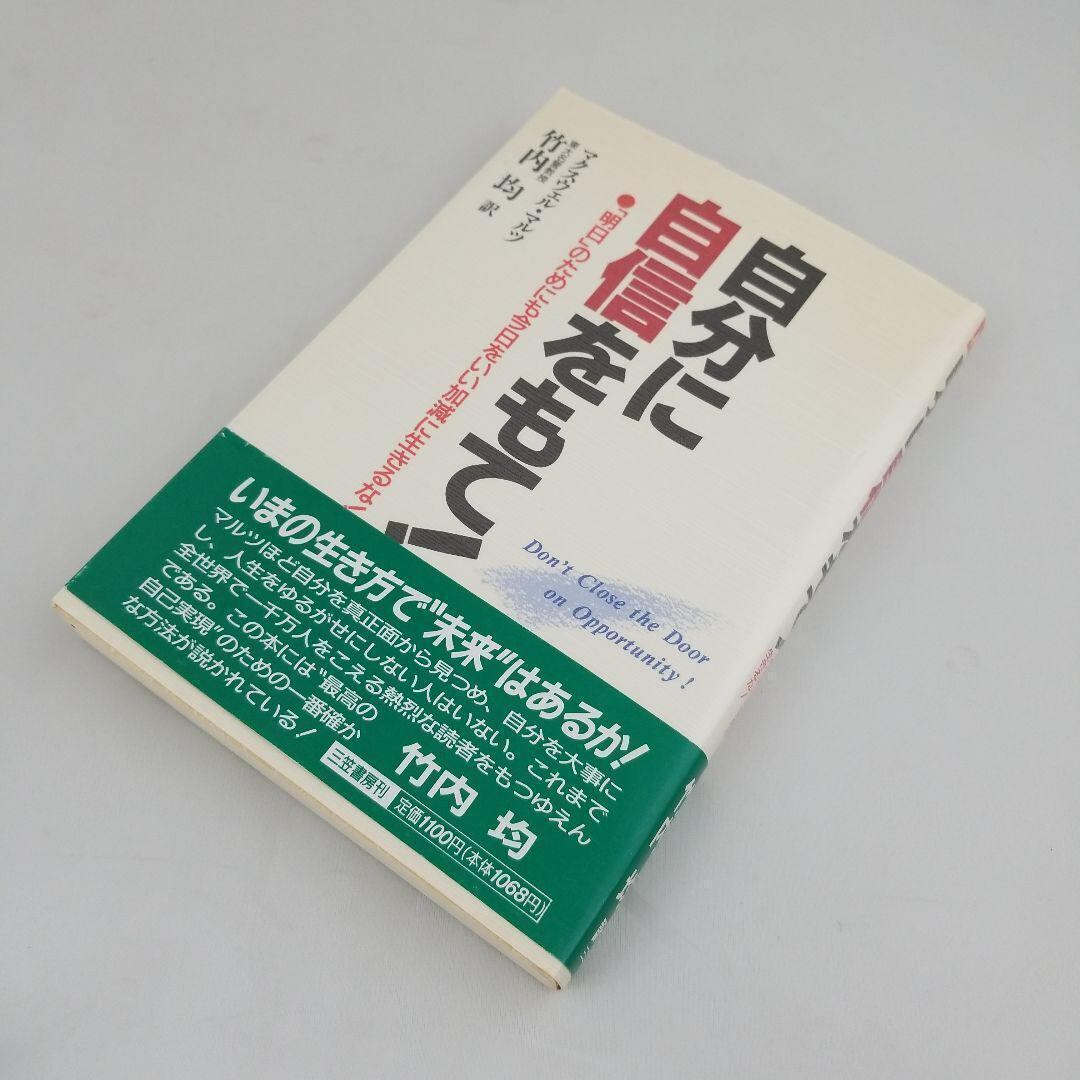 自分に
自信をもて!
●「明日」のためにも今日をいい加減に生きるな!
マクスウェル・マルツ
東大名誉教授
竹内 均 訳
Don't Close the Door
on Opportunity!
いまの生き方で"未来"はあるか!
マルツほど自分を真正面から見つめ、自分を大事に
し、人生をゆるがせにしない人はいない。これまで
全世界で一千万人をこえる熱烈な読者をもつゆえん
である。この本には"最高の
自己実現"のための一番確か
な方法が説かれている!
竹内 均
三笠書房刊
定価1100円(本体1068円)